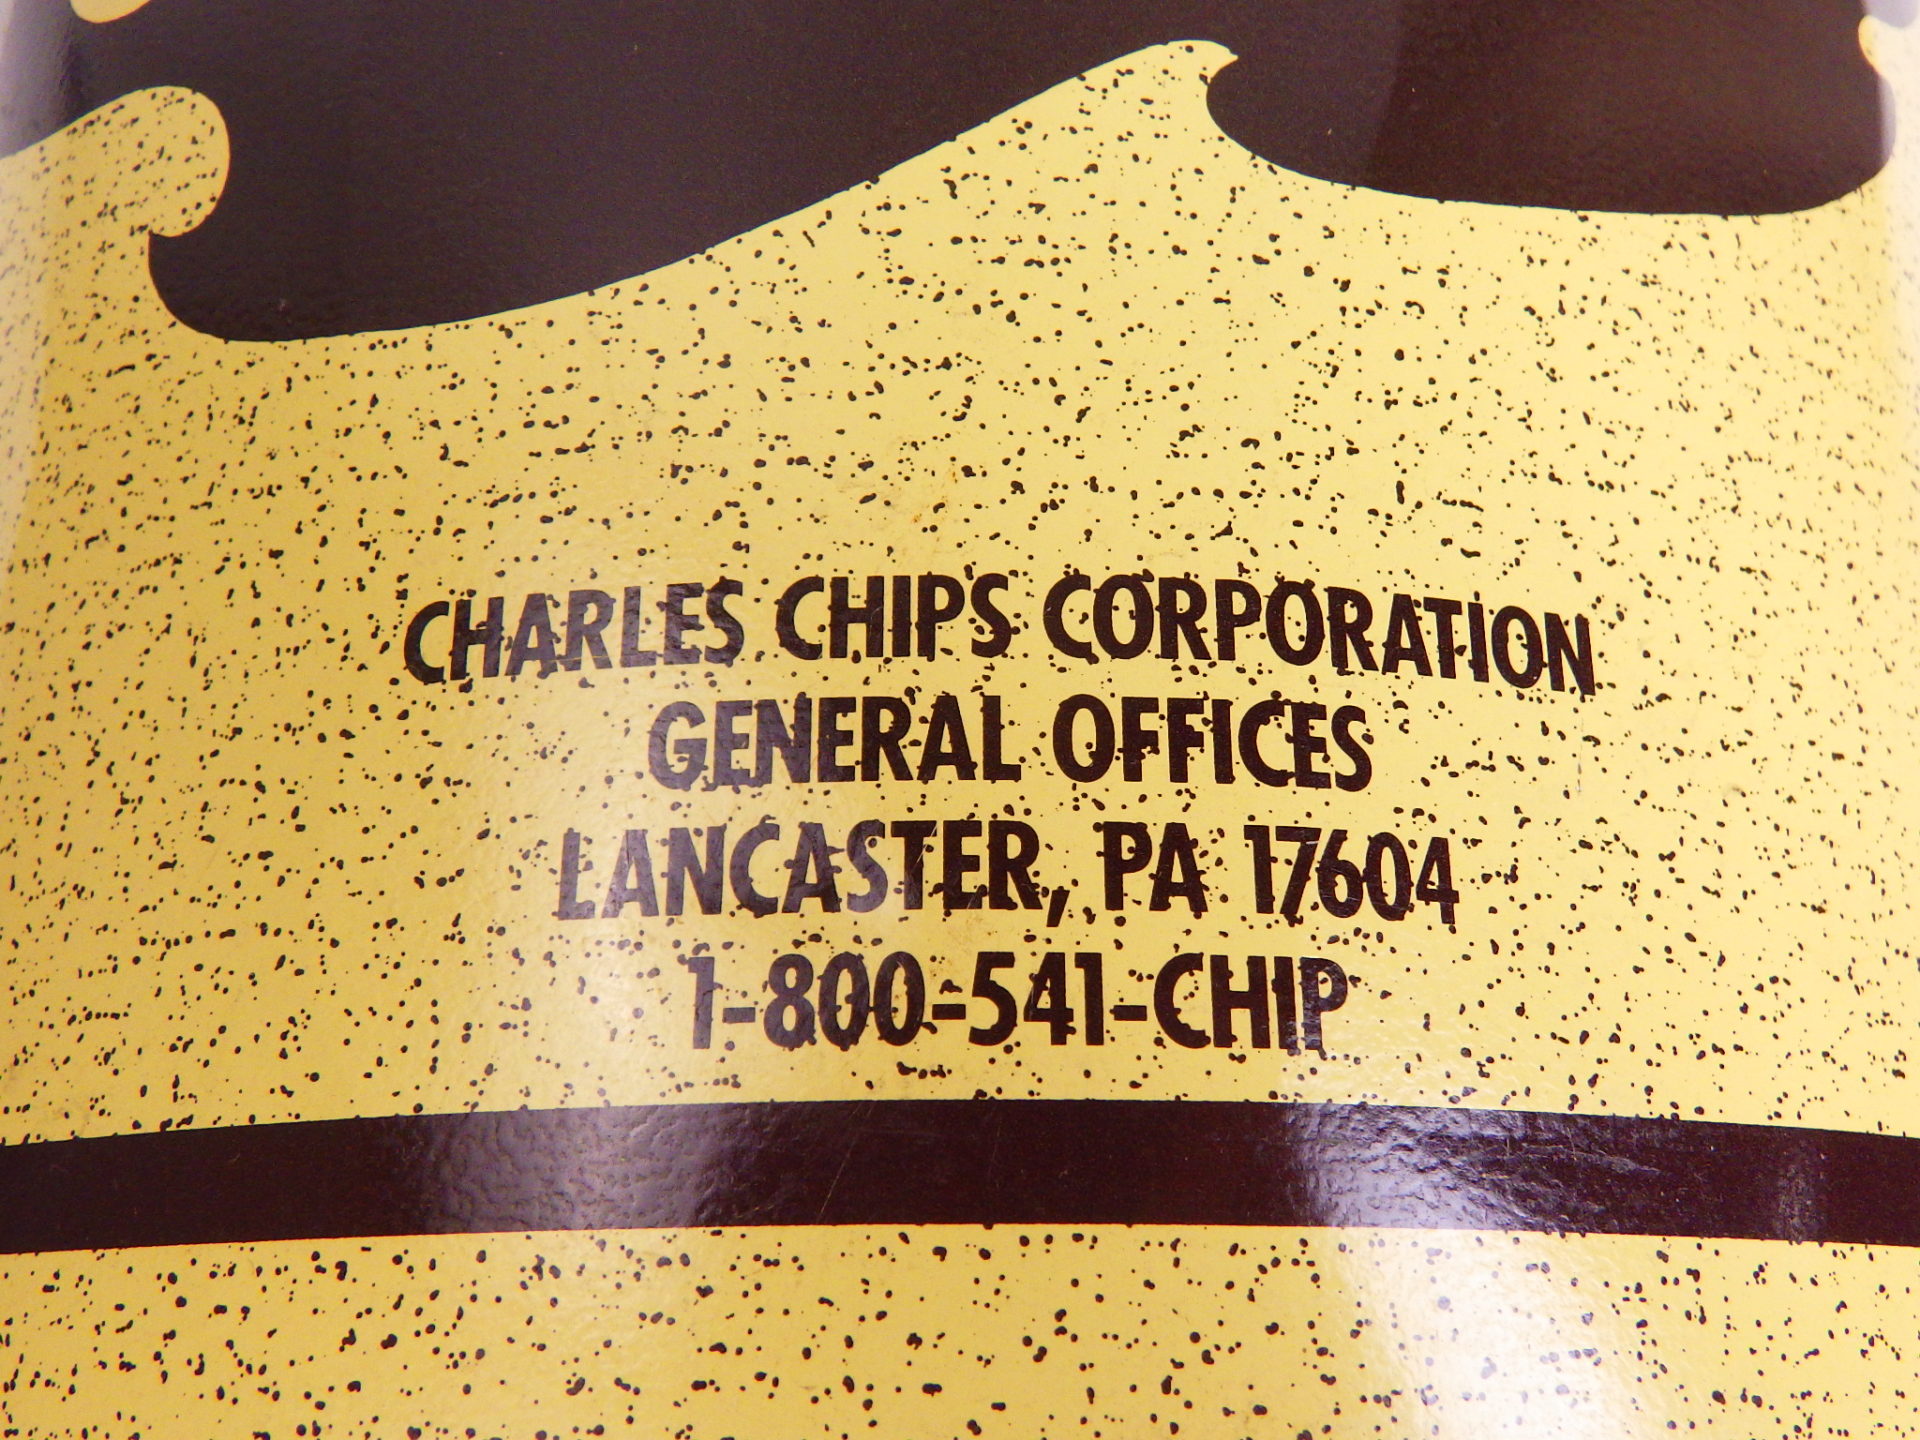 CHARLES CHIPS CORPORATION
GENERAL OFFICES
LANCASTER, PA 17604
1-800-541-CHIP